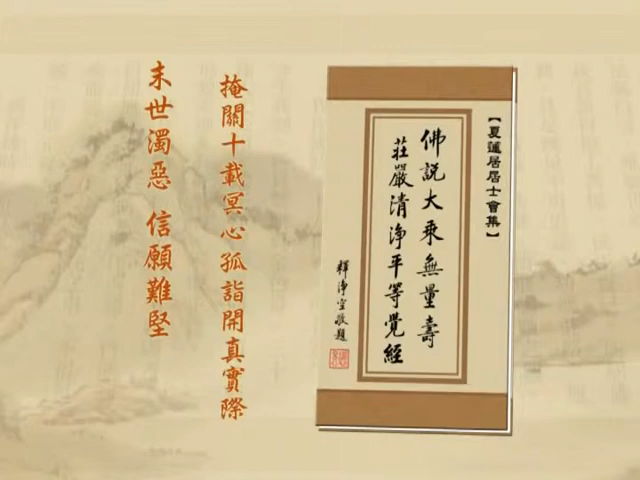 【夏蓮居居士會集】
佛說大乘無量壽
莊嚴清淨平等覺經
釋淨空敬題
掩關十載冥心孤詣開真實際
末世濁惡 信願難堅